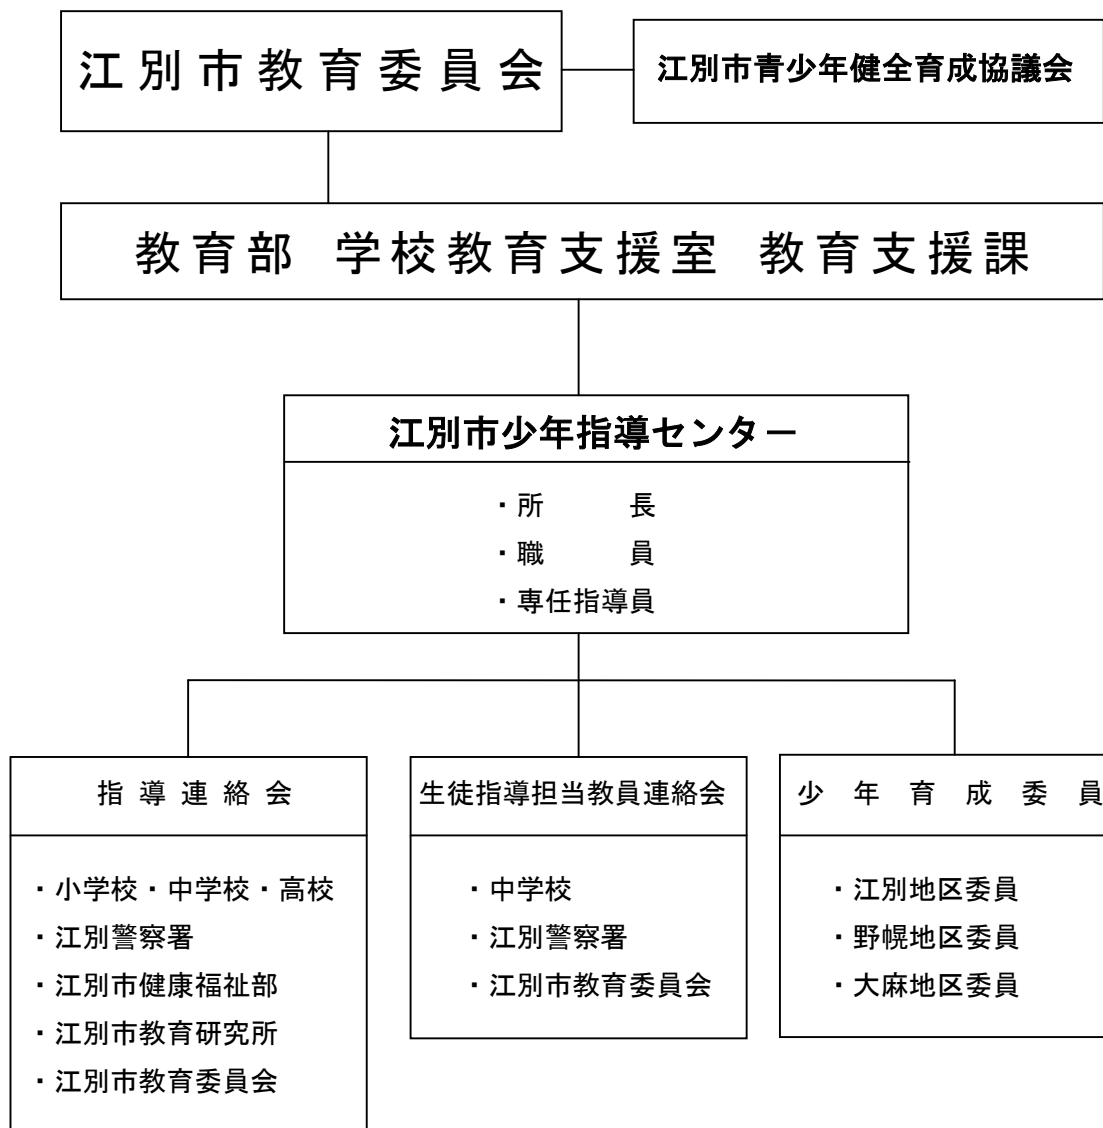 江別市教育委員会
江別市青少年健全育成協議会
教育部 学校教育支援室 教育支援課
江別市少年指導センター
・所 長
・職 員
・専任指導員
指導連絡会
・小学校・中学校・高校
・江別警察署
・江別市健康福祉部
・江別市教育研究所
・江別市教育委員会
生徒指導担当教員連絡会
・中学校
・江別警察署
・江別市教育委員会
少年育成委員
・江別地区委員
・野幌地区委員
・大麻地区委員